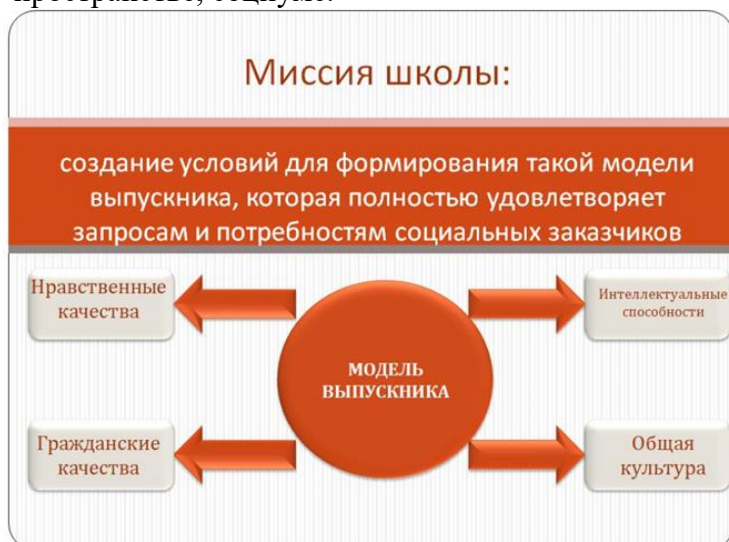 Миссия школы:
создание условий для формирования такой модели
выпускника, которая полностью удовлетворяет
запросам и потребностям социальных заказчиков
Нравственные
качества
Интеллектуальные
способности
МОДЕЛЬ
ВЫПУСКНИКА
Гражданские
качества
Общая
культура